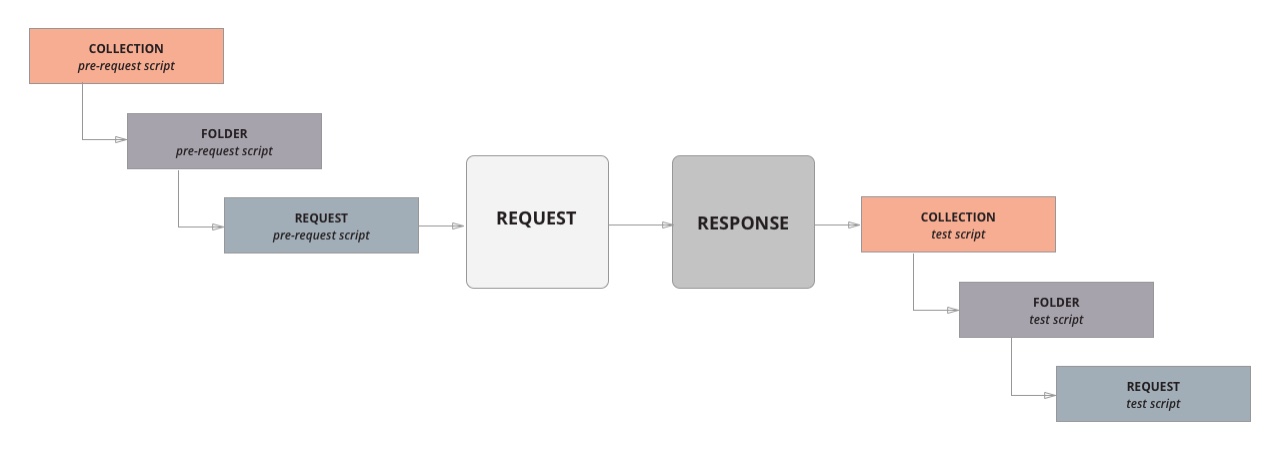 COLLECTION
pre-request script
FOLDER
pre-request script
REQUEST
pre-request script
REQUEST
RESPONSE
COLLECTION
test script
FOLDER
test script
REQUEST
test script